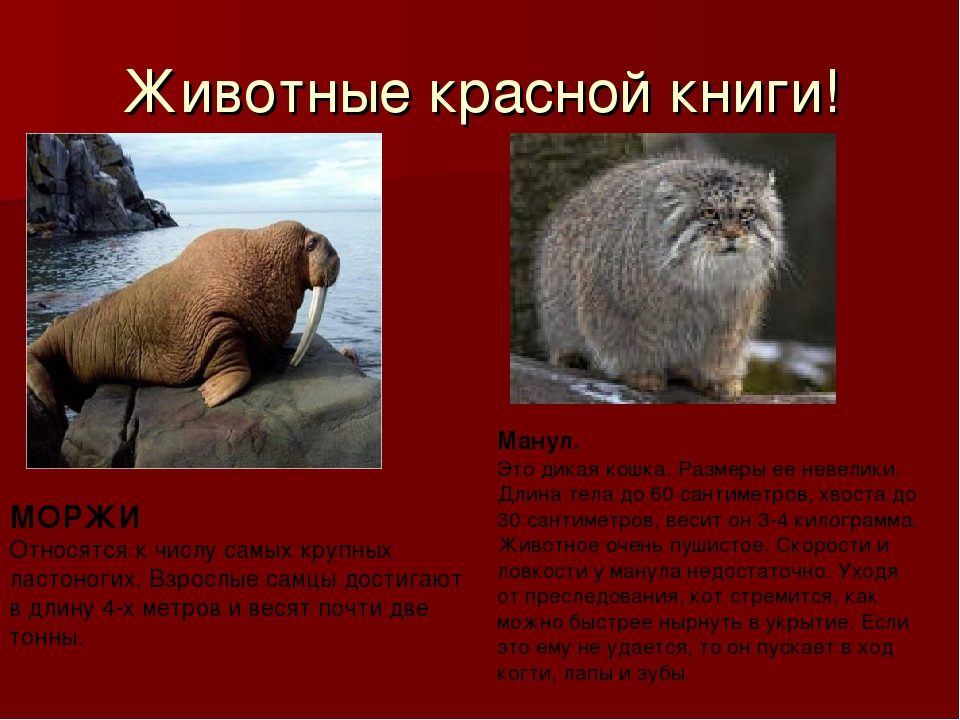 Животные красной книги!
МОРЖИ
Относятся к числу самых крупных
ластоногих. Взрослые самцы достигают
в длину 4-х метров и весят почти две
тонны.
Манул.
Это дикая кошка. Размеры ее невелики.
Длина тела до 60 сантиметров, хвоста до
30 сантиметров, весит он 3-4 килограмма.
Животное очень пушистое. Скорости и
ловкости у манула недостаточно. Уходя
от преследования, кот стремится, как
можно быстрее нырнуть в укрытие. Если
это ему не удается, то он пускает в ход
когти, лапы и зубы.